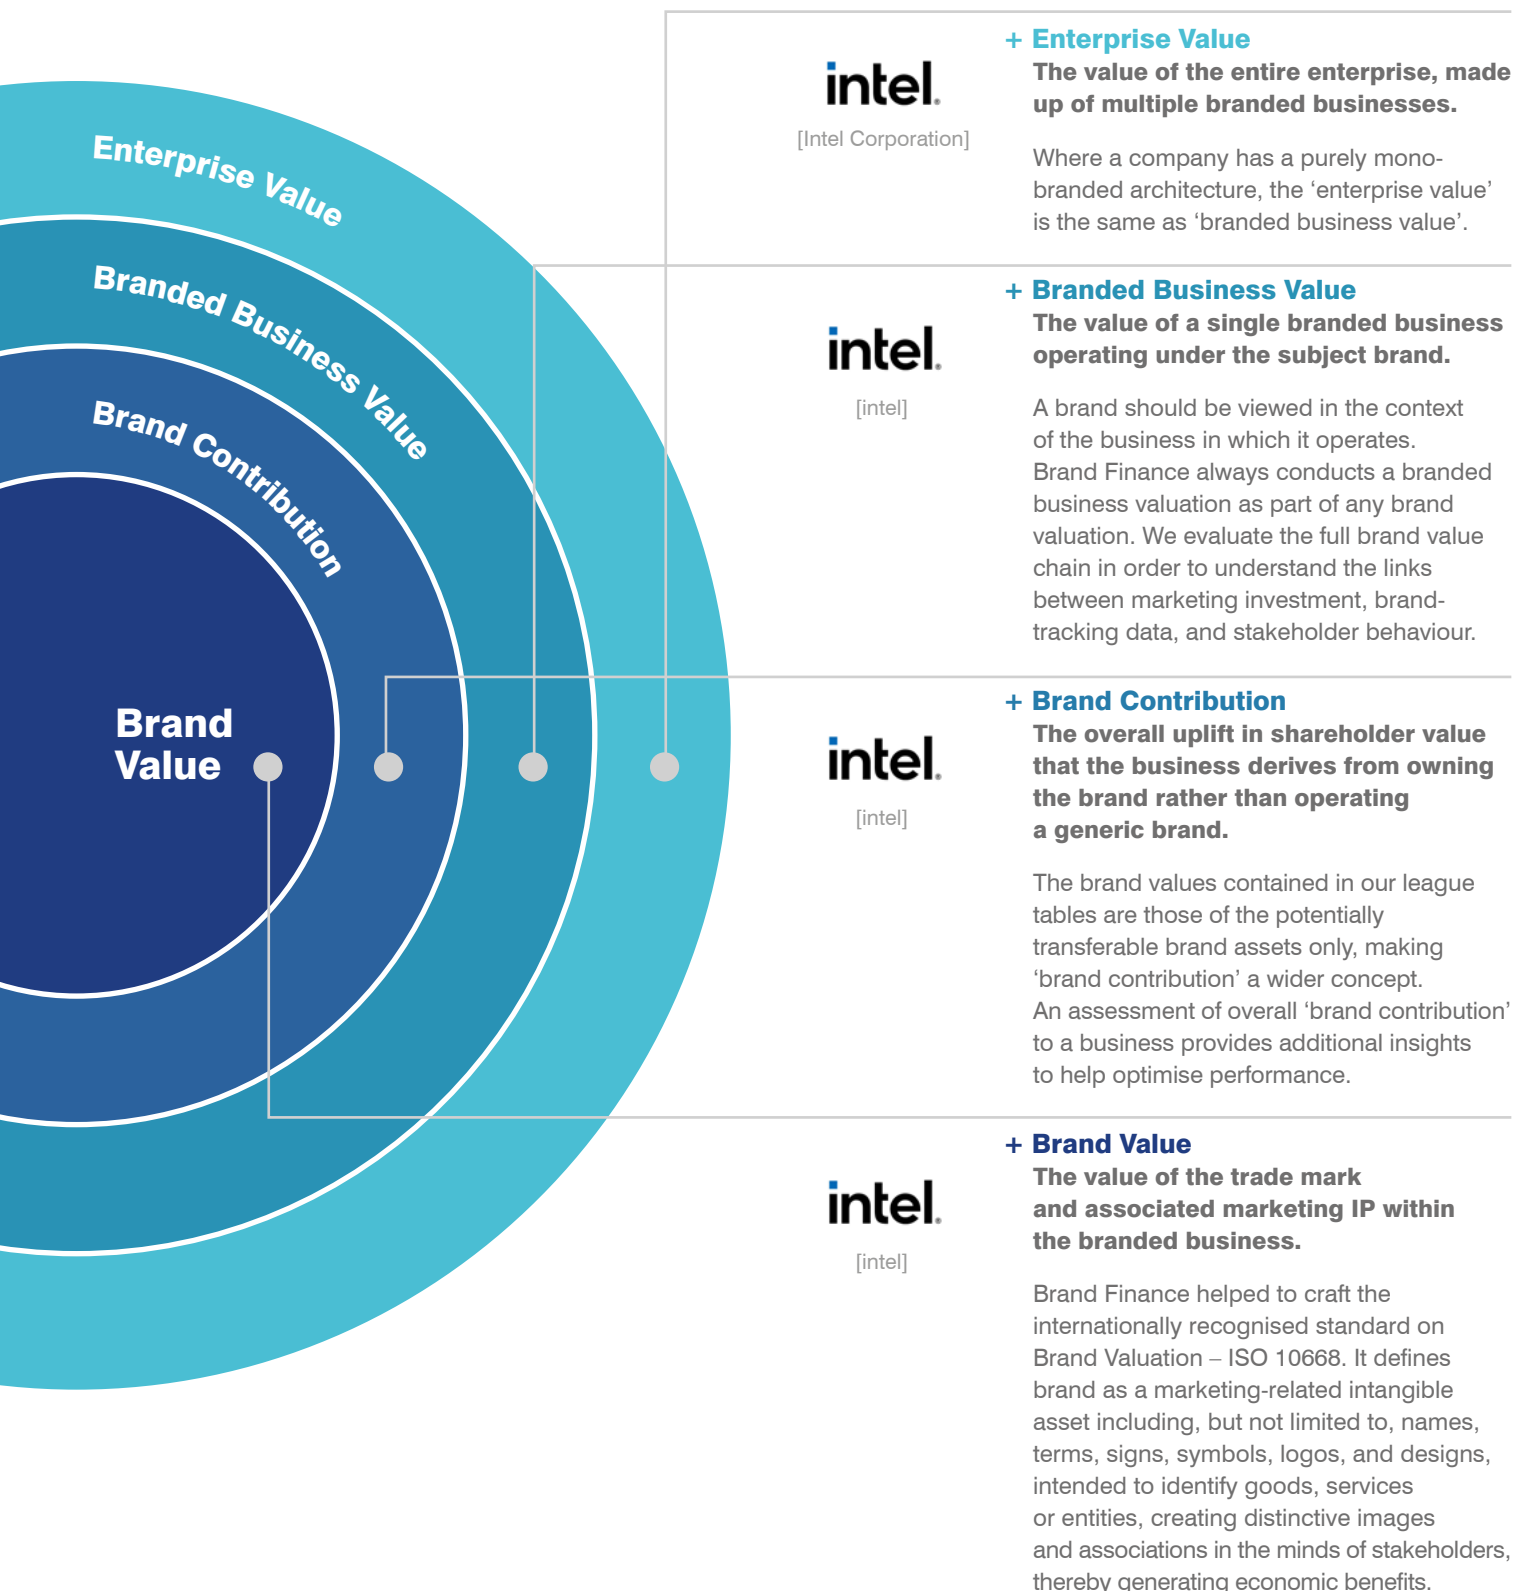 Enterprise Value
Branded Business Value
Brand Contribution
Brand
Value
intel.
[Intel Corporation]
+ Enterprise Value
The value of the entire enterprise, made
up of multiple branded businesses.
Where a company has a purely mono-
branded architecture, the ‘enterprise value’
is the same as ‘branded business value’.
intel.
[intel]
+ Branded Business Value
The value of a single branded business
operating under the subject brand.
A brand should be viewed in the context
of the business in which it operates.
Brand Finance always conducts a branded
business valuation as part of any brand
valuation. We evaluate the full brand value
chain in order to understand the links
between marketing investment, brand-
tracking data, and stakeholder behaviour.
intel.
[intel]
+ Brand Contribution
The overall uplift in shareholder value
that the business derives from owning
the brand rather than operating
a generic brand.
The brand values contained in our league
tables are those of the potentially
transferable brand assets only, making
‘brand contribution’ a wider concept.
An assessment of overall ‘brand contribution’
to a business provides additional insights
to help optimise performance.
intel.
[intel]
+ Brand Value
The value of the trade mark
and associated marketing IP within
the branded business.
Brand Finance helped to craft the
internationally recognised standard on
Brand Valuation – ISO 10668. It defines
brand as a marketing-related intangible
asset including, but not limited to, names,
terms, signs, symbols, logos, and designs,
intended to identify goods, services
or entities, creating distinctive images
and associations in the minds of stakeholders,
thereby generating economic benefits.